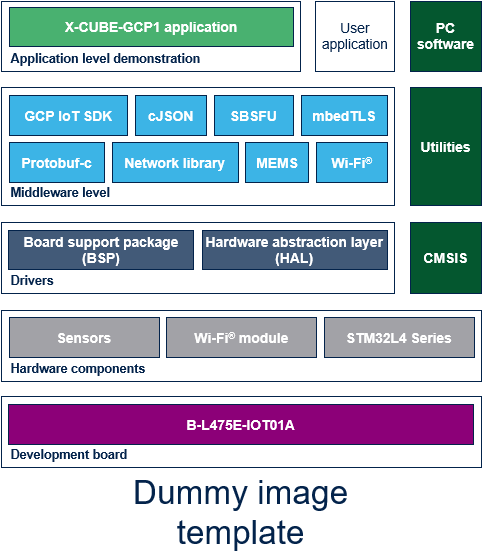 X-CUBE-GCP1 application
Application level demonstration
User
application
PC
software
GCP IoT SDK
cJSON
SBSFU
mbedTLS
Protobuf-c
Network library
MEMS
Wi-Fi®
Middleware level
Utilities
Board support package
(BSP)
Hardware abstraction layer
(HAL)
Drivers
CMSIS
Sensors
Wi-Fi® module
STM32L4 Series
Hardware components
B-L475E-IOT01A
Development board
Dummy image
template